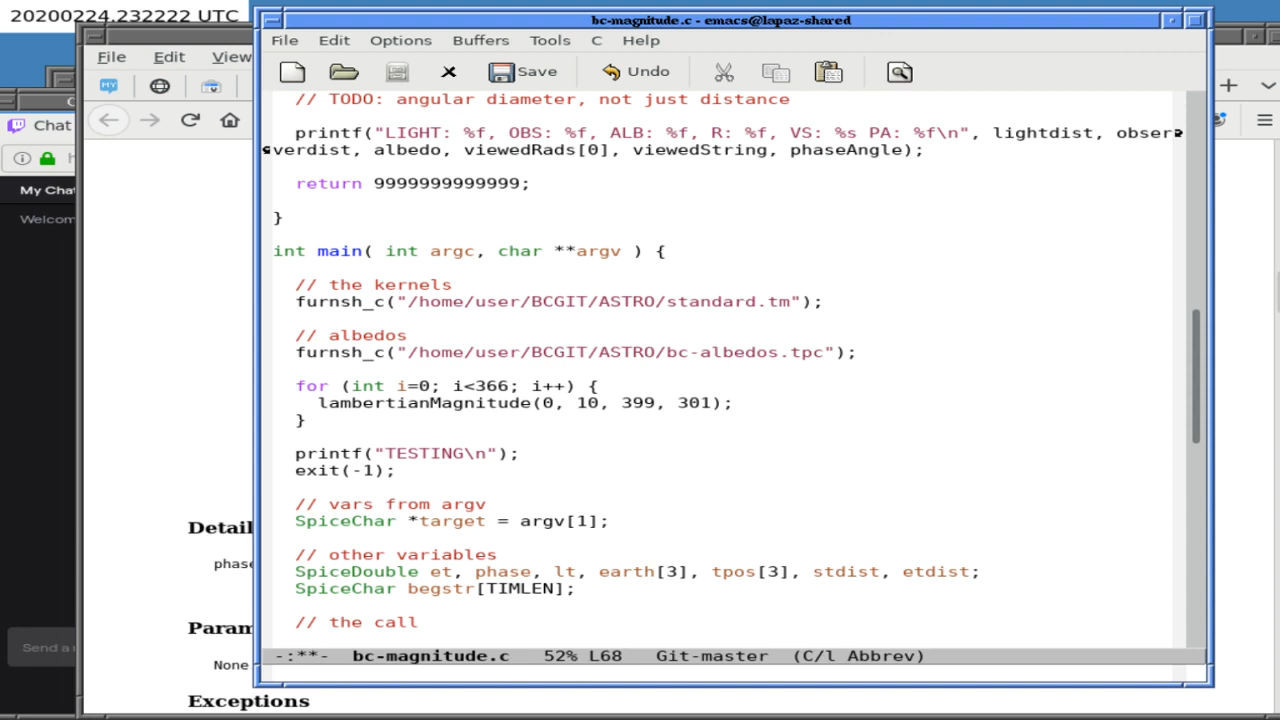 20200224.232222 UTC
bc-magnitude.c - emacs@lapaz-shared
File Edit Options Buffers Tools C Help
Save Undo
// TODO: angular diameter, not just distance
printf("LIGHT: %f, OBS: %f, ALB: %f, R: %f, VS: %s PA: %f\n", lightdist, obser
verdist, albedo, viewedRads[0], viewedString, phaseAngle);
return 9999999999999;
}
int main( int argc, char **argv ) {
// the kernels
furnsh_c("/home/user/BCGIT/ASTRO/standard.tm");
// albedos
furnsh_c("/home/user/BCGIT/ASTRO/bc-albedos.tpc");
for (int i=0; i<366; i++) {
lambertianMagnitude(0, 10, 399, 301);
}
printf("TESTING\n");
exit(-1);
// vars from argv
SpiceChar *target = argv[1];
// other variables
SpiceDouble et, phase, lt, earth[3], tpos[3], stdist, etdist;
SpiceChar begstr[TIMLEN];
// the call
-:**- bc-magnitude.c 52% L68 Git-master (C/l Abbrev)
File Edit View
Chat
My Chat
Welcom
Send a
Detail
phase
Param
None
Exceptions